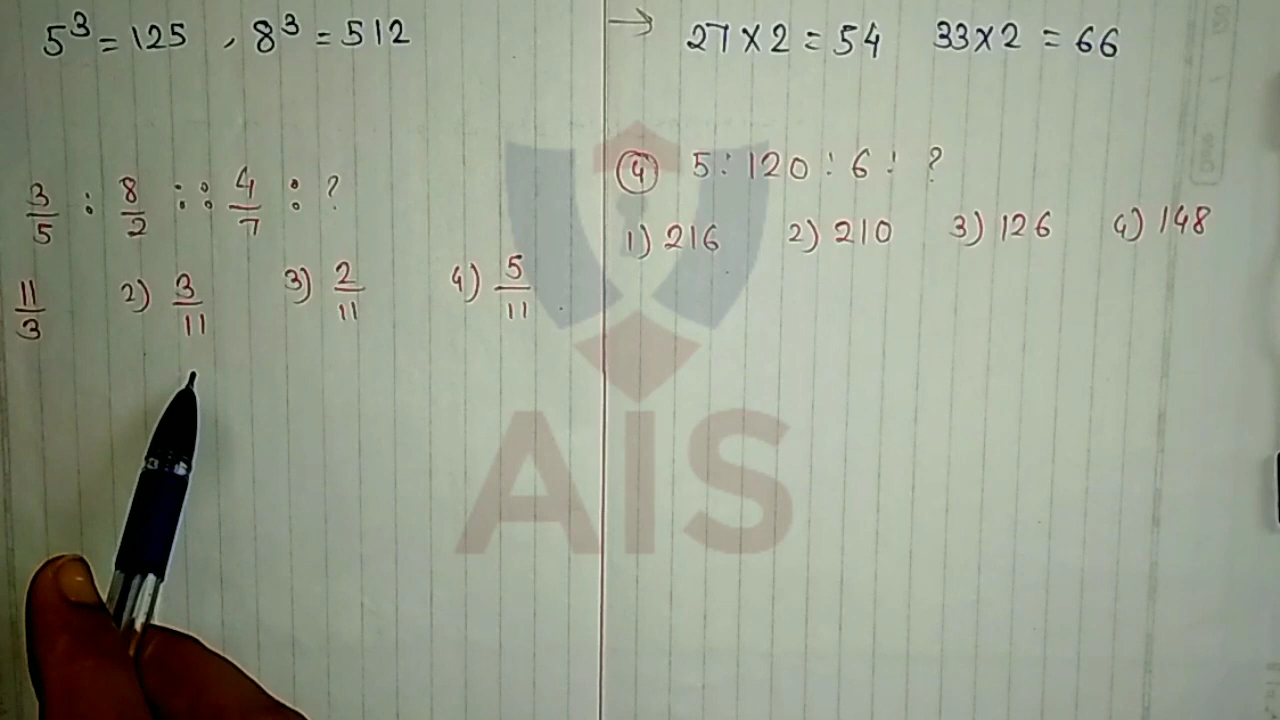 5³ = 125 , 8³ = 512
3/5 : 8/2 :: :: 4/7 : ?
11/3 2) 3/11 3) 2/11 4) 5/11
→ 27 × 2 = 54 33 × 2 = 66
④ 5 : 120 : 6 : ?
1) 216 2) 210 3) 126 4) 148
AIS